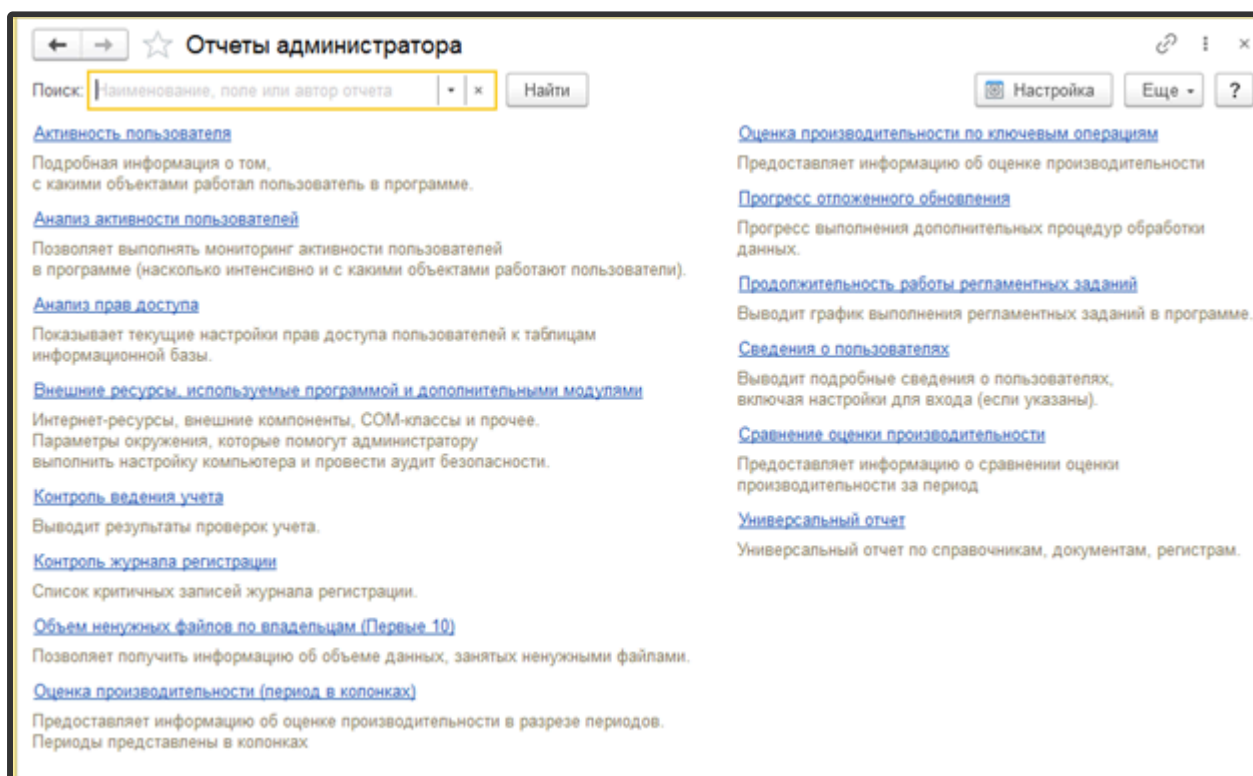 Отчеты администратора
Поиск: Наименование, поле или автор отчета
Найти
Настройка
Еще
?
Активность пользователя
Подробная информация о том,
с какими объектами работал пользователь в программе.
Анализ активности пользователей
Позволяет выполнять мониторинг активности пользователей
в программе (насколько интенсивно и с какими объектами работают пользователи).
Анализ прав доступа
Показывает текущие настройки прав доступа пользователей к таблицам
информационной базы.
Внешние ресурсы, используемые программой и дополнительными модулями
Интернет-ресурсы, внешние компоненты, COM-классы и прочее.
Параметры окружения, которые помогут администратору
выполнить настройку компьютера и провести аудит безопасности.
Контроль ведения учета
Выводит результаты проверок учета.
Контроль журнала регистрации
Список критичных записей журнала регистрации.
Объем ненужных файлов по владельцам (Первые 10)
Позволяет получить информацию об объеме данных, занятых ненужными файлами.
Оценка производительности (период в колонках)
Предоставляет информацию об оценке производительности в разрезе периодов.
Периоды представлены в колонках
Оценка производительности по ключевым операциям
Предоставляет информацию об оценке производительности
Прогресс отложенного обновления
Прогресс выполнения дополнительных процедур обработки
данных.
Продолжительность работы регламентных заданий
Выводит график выполнения регламентных заданий в программе.
Сведения о пользователях
Выводит подробные сведения о пользователях,
включая настройки для входа (если указаны).
Сравнение оценки производительности
Предоставляет информацию о сравнении оценки
производительности за период
Универсальный отчет
Универсальный отчет по справочникам, документам, регистрам.